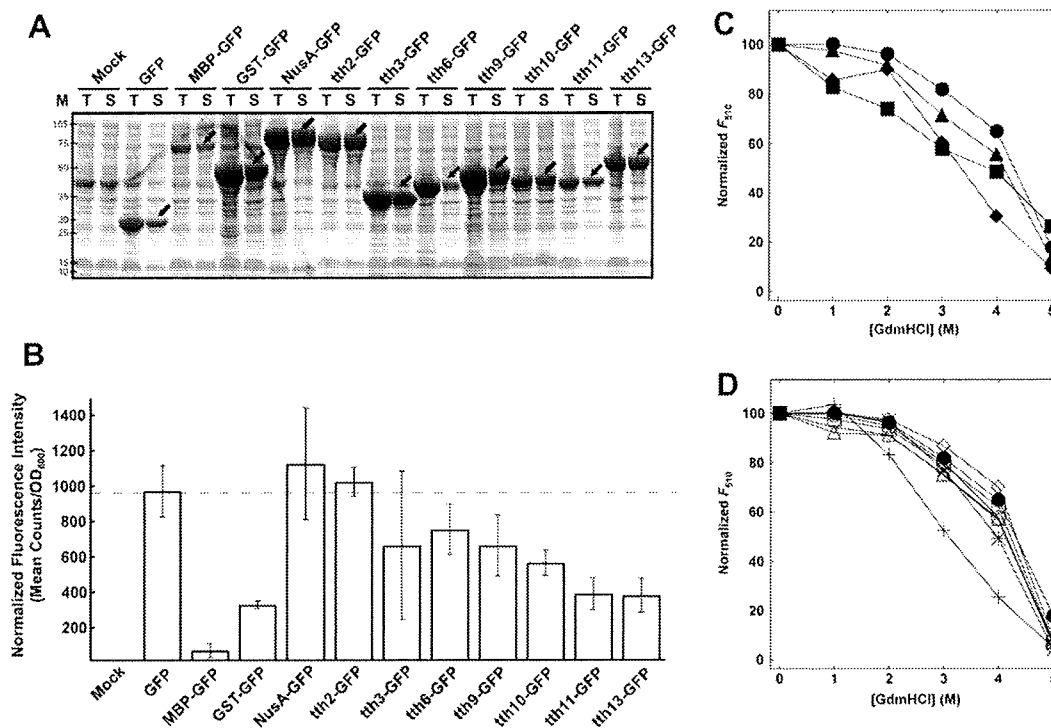 A
Mock
GFP
MBP-GFP
GST-GFP
NusA-GFP
tth2-GFP
tth3-GFP
tth6-GFP
tth9-GFP
tth10-GFP
tth11-GFP
tth13-GFP
M T S T S T S T S T S T S T S T S T S T S T S T S
105
75
50
35
30
25
15
10
B
Normalized Fluorescence Intensity
(Mean Counts/OD600)
1400
1200
1000
800
600
400
200
Mock
GFP
MBP-GFP
GST-GFP
NusA-GFP
tth2-GFP
tth3-GFP
tth6-GFP
tth9-GFP
tth10-GFP
tth11-GFP
tth13-GFP
C
Normalized F510
100
80
60
40
20
0
0 1 2 3 4 5
[GdmHCl] (M)
D
Normalized F510
100
80
60
40
20
0
0 1 2 3 4 5
[GdmHCl] (M)